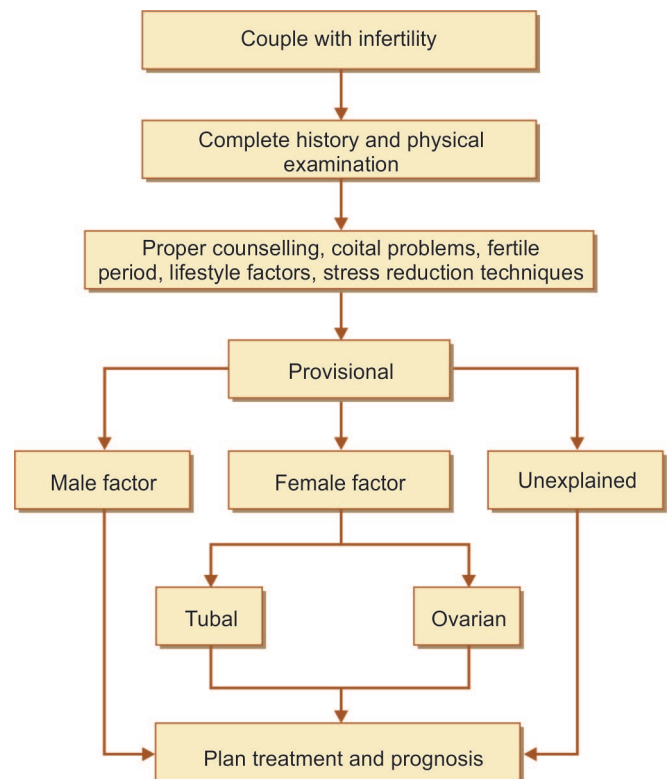 Couple with infertility
Complete history and physical
examination
Proper counselling, coital problems, fertile
period, lifestyle factors, stress reduction techniques
Provisional
Male factor
Female factor
Unexplained
Tubal
Ovarian
Plan treatment and prognosis